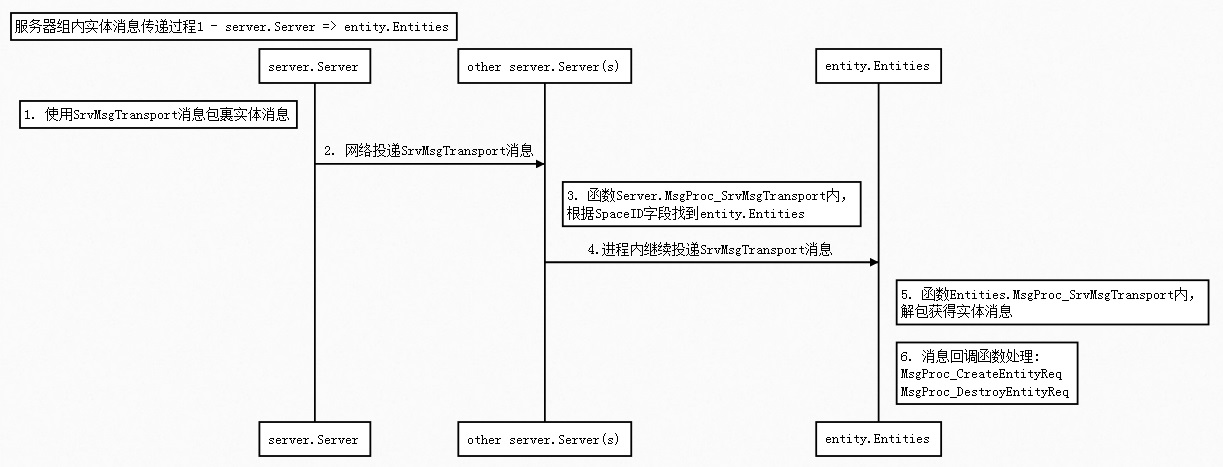 服务器组内实体消息传递过程1 - server.Server => entity.Entities
server.Server
other server.Server(s)
entity.Entities
1. 使用SrvMsgTransport消息包裹实体消息
2. 网络投递SrvMsgTransport消息
3. 函数Server.MsgProc_SrvMsgTransport内，
根据SpaceID字段找到entity.Entities
4.进程内继续投递SrvMsgTransport消息
5. 函数Entities.MsgProc_SrvMsgTransport内，
解包获得实体消息
6. 消息回调函数处理：
MsgProc_CreateEntityReq
MsgProc_DestroyEntityReq
server.Server
other server.Server(s)
entity.Entities